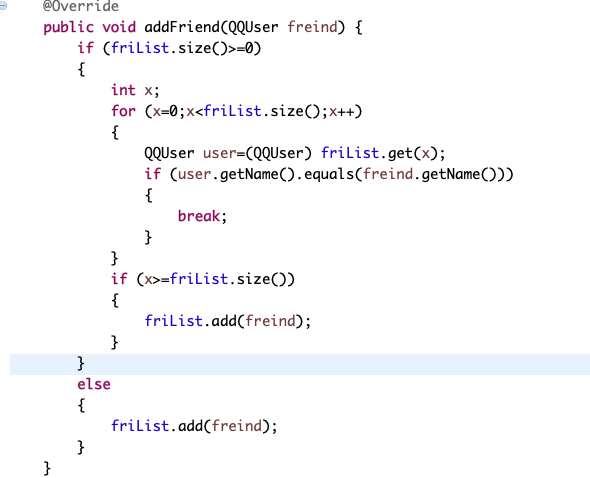 @Override
public void addFriend(QQUser freind) {
    if (friList.size()>=0)
    {
        int x;
        for (x=0;x<friList.size();x++)
        {
            QQUser user=(QQUser) friList.get(x);
            if (user.getName().equals(freind.getName()))
            {
                break;
            }
        }
        if (x>=friList.size())
        {
            friList.add(freind);
        }
    }
    else
    {
        friList.add(freind);
    }
}